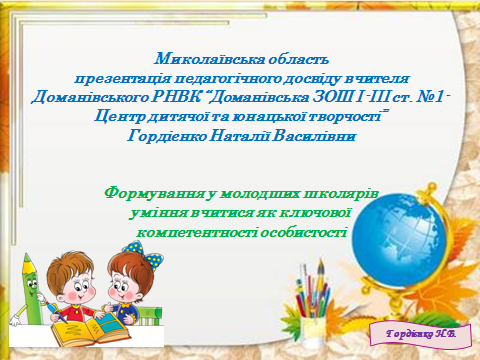 Миколаївська область
презентація педагогічного досвіду вчителя
Доманівського РНВК “Доманівська ЗОШ І-ІІІ ст. №1-
Центр дитячої та юнацької творчості”
Гордієнко Наталії Василівни
Формування у молодших школярів
уміння вчитися як ключової
компетентності особистості
Гордієнко Н.В.